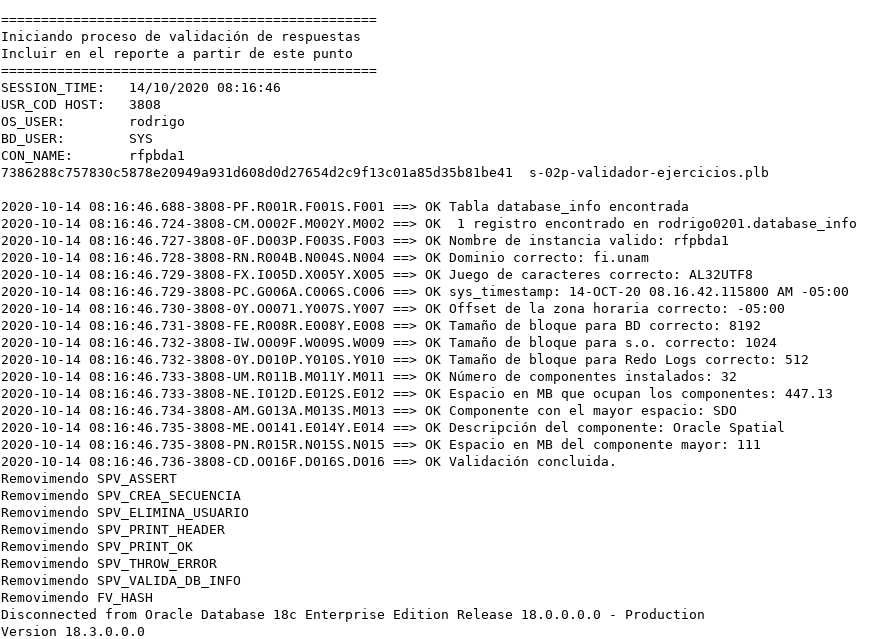 ===============================================
Iniciando proceso de validación de respuestas
Incluir en el reporte a partir de este punto
===============================================
SESSION_TIME:   14/10/2020 08:16:46
USR_COD HOST:   3808
OS_USER:        rodrigo
BD_USER:        SYS
CON_NAME:       rfpbda1
7386288c757830c5878e20949a931d608d0d27654d2c9f13c01a85d35b81be41  s-02p-validador-ejercicios.plb
2020-10-14 08:16:46.688-3808-PF.R001R.F001S.F001 ==> OK Tabla database_info encontrada
2020-10-14 08:16:46.724-3808-CM.O002F.M002Y.M002 ==> OK  1 registro encontrado en rodrigo0201.database_info
2020-10-14 08:16:46.727-3808-0F.D003P.F003S.F003 ==> OK Nombre de instancia valido: rfpbda1
2020-10-14 08:16:46.728-3808-RN.R004B.N004S.N004 ==> OK Dominio correcto: fi.unam
2020-10-14 08:16:46.729-3808-FX.I005D.X005Y.X005 ==> OK Juego de caracteres correcto: AL32UTF8
2020-10-14 08:16:46.729-3808-PC.G006A.C006S.C006 ==> OK sys_timestamp: 14-OCT-20 08.16.42.115800 AM -05:00
2020-10-14 08:16:46.730-3808-0Y.O0071.Y007S.Y007 ==> OK Offset de la zona horaria correcto: -05:00
2020-10-14 08:16:46.731-3808-FE.R008R.E008Y.E008 ==> OK Tamaño de bloque para BD correcto: 8192
2020-10-14 08:16:46.732-3808-IW.O009F.W009S.W009 ==> OK Tamaño de bloque para s.o. correcto: 1024
2020-10-14 08:16:46.732-3808-0Y.D010P.Y010S.Y010 ==> OK Tamaño de bloque para Redo Logs correcto: 512
2020-10-14 08:16:46.733-3808-UM.R011B.M011Y.M011 ==> OK Número de componentes instalados: 32
2020-10-14 08:16:46.733-3808-NE.I012D.E012S.E012 ==> OK Espacio en MB que ocupan los componentes: 447.13
2020-10-14 08:16:46.734-3808-AM.G013A.M013S.M013 ==> OK Componente con el mayor espacio: SDO
2020-10-14 08:16:46.735-3808-ME.O0141.E014Y.E014 ==> OK Descripción del componente: Oracle Spatial
2020-10-14 08:16:46.735-3808-PN.R015R.N015S.N015 ==> OK Espacio en MB del componente mayor: 111
2020-10-14 08:16:46.736-3808-CD.O016F.D016S.D016 ==> OK Validación concluida.
Removimendo SPV_ASSERT
Removimendo SPV_CREA_SECUENCIA
Removimendo SPV_ELIMINA_USUARIO
Removimendo SPV_PRINT_HEADER
Removimendo SPV_PRINT_OK
Removimendo SPV_THROW_ERROR
Removimendo SPV_VALIDA_DB_INFO
Removimendo FV_HASH
Disconnected from Oracle Database 18c Enterprise Edition Release 18.0.0.0.0 - Production
Version 18.3.0.0.0